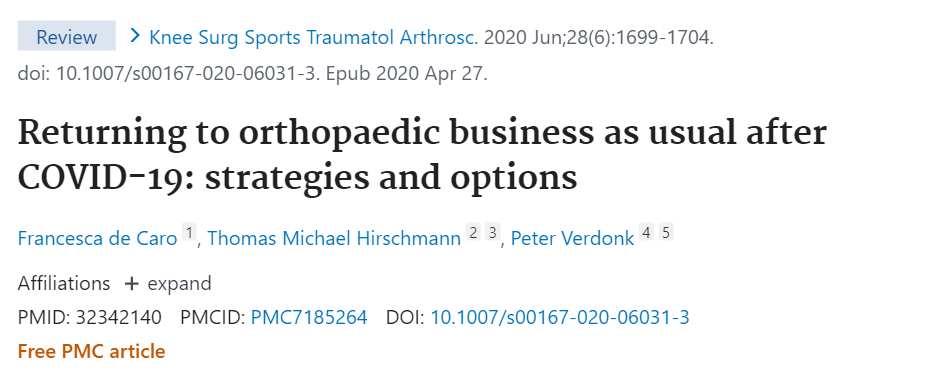 Review > Knee Surg Sports Traumatol Arthrosc. 2020 Jun;28(6):1699-1704.
doi: 10.1007/s00167-020-06031-3. Epub 2020 Apr 27.
Returning to orthopaedic business as usual after
COVID-19: strategies and options
Francesca de Caro 1, Thomas Michael Hirschmann 2 3, Peter Verdonk 4 5
Affiliations + expand
PMID: 32342140 PMCID: PMC7185264 DOI: 10.1007/s00167-020-06031-3
Free PMC article